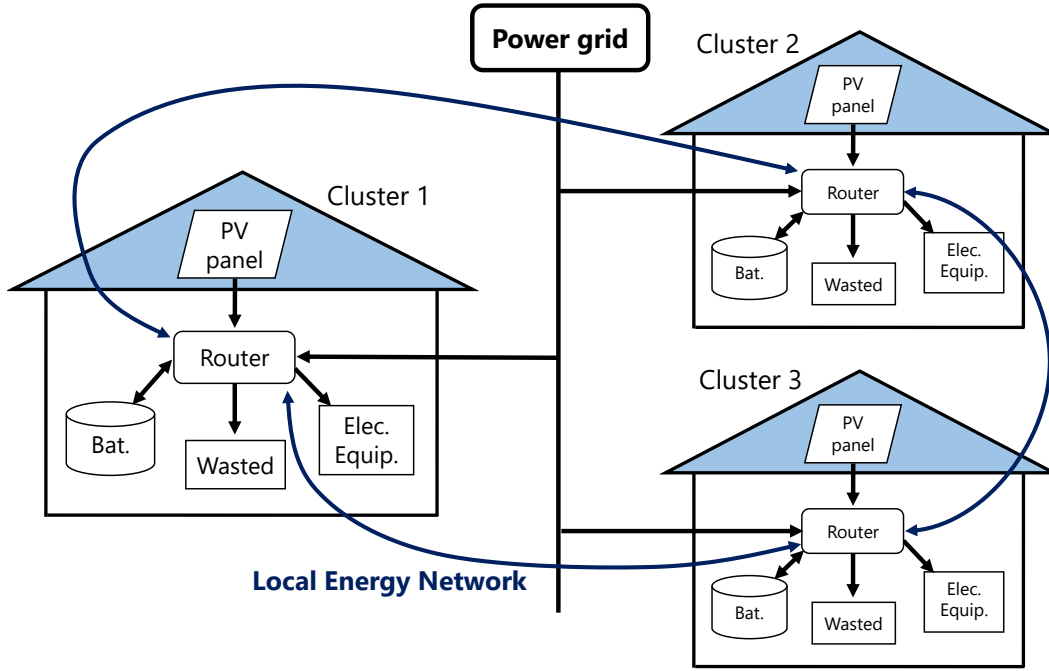 Power grid
Cluster 2
PV
panel
Router
Bat.
Wasted
Elec.
Equip.
Cluster 1
PV
panel
Router
Bat.
Wasted
Elec.
Equip.
Cluster 3
PV
panel
Router
Bat.
Wasted
Elec.
Equip.
Local Energy Network